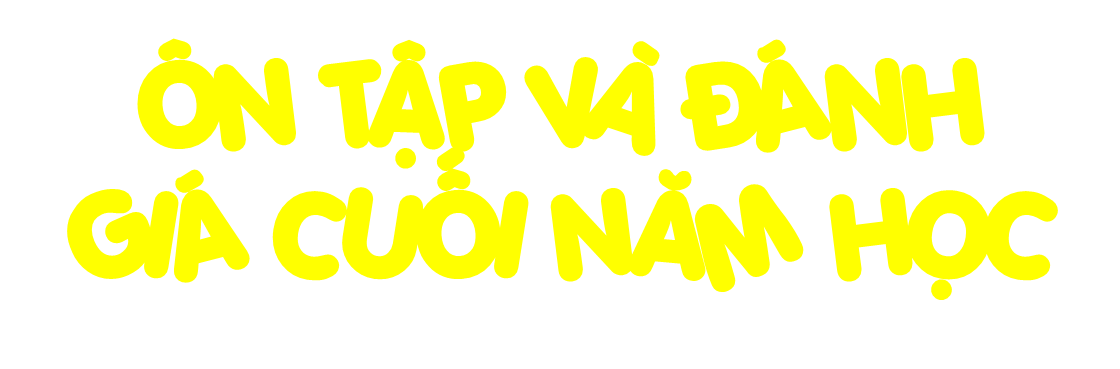 ÔN TẬP VÀ ĐÁNH
GIÁ CUỐI NĂM HỌC